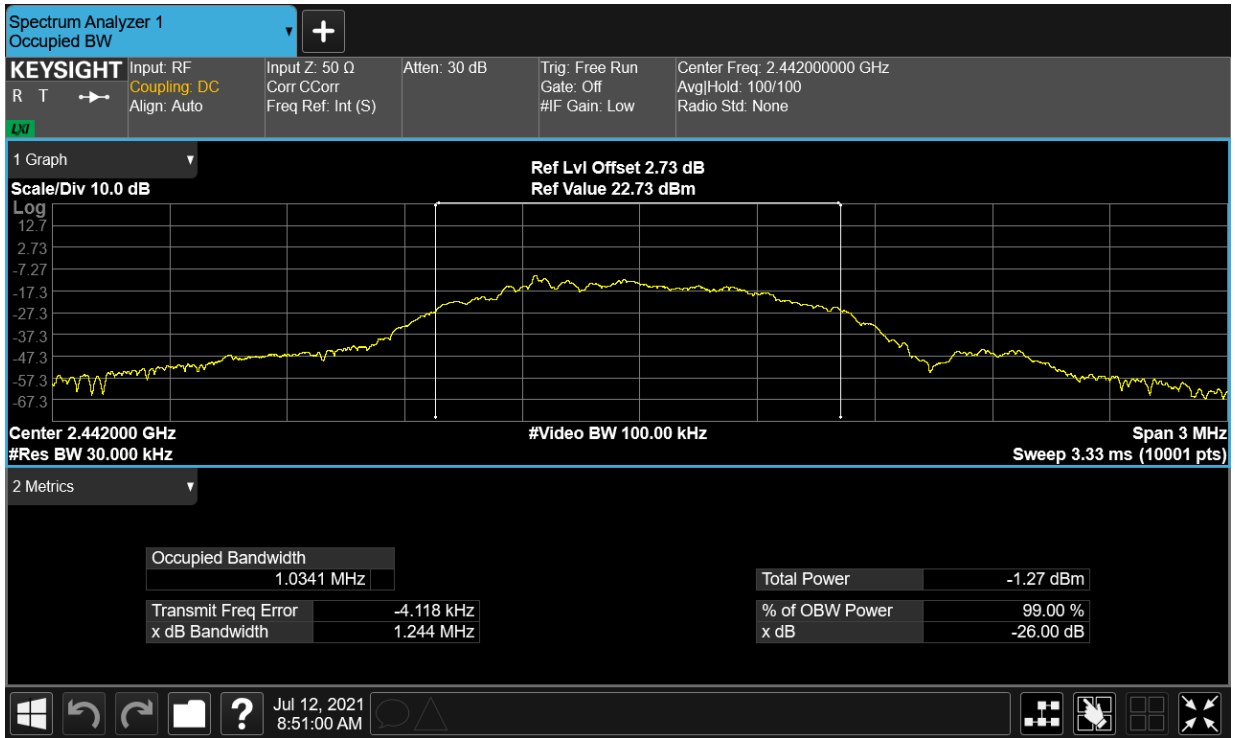 Spectrum Analyzer 1
Occupied BW
KEYSIGHT
R T
LXI
Input: RF
Coupling: DC
Align: Auto
Input Z: 50 Ω
Corr CCorr
Freq Ref: Int (S)
Atten: 30 dB
Trig: Free Run
Gate: Off
#IF Gain: Low
Center Freq: 2.442000000 GHz
Avg|Hold: 100/100
Radio Std: None
1 Graph
Scale/Div 10.0 dB
Ref Lvl Offset 2.73 dB
Ref Value 22.73 dBm
Log
12.7
2.73
-7.27
-17.3
-27.3
-37.3
-47.3
-57.3
-67.3
Center 2.442000 GHz
#Video BW 100.00 kHz
Span 3 MHz
#Res BW 30.000 kHz
Sweep 3.33 ms (10001 pts)
2 Metrics
Occupied Bandwidth
1.0341 MHz
Total Power -1.27 dBm
Transmit Freq Error -4.118 kHz
% of OBW Power 99.00 %
x dB Bandwidth 1.244 MHz
x dB -26.00 dB
?
Jul 12, 2021
8:51:00 AM